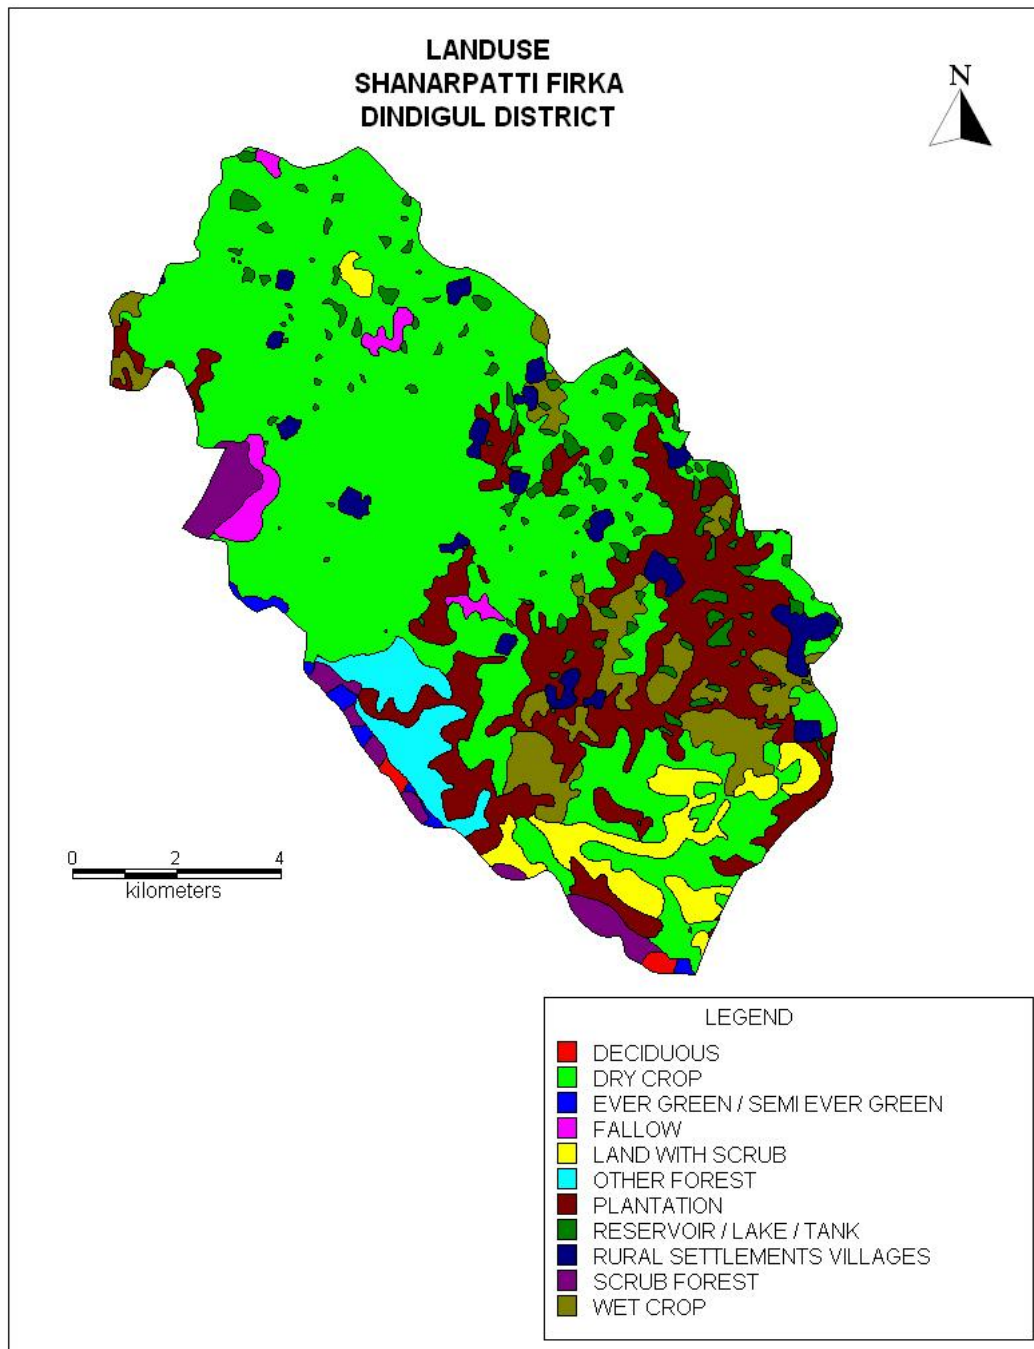 LANDUSE
SHANARPATTI FIRKA
DINDIGUL DISTRICT
N
0 2 4
kilometers
LEGEND
DECIDUOUS
DRY CROP
EVER GREEN / SEMI EVER GREEN
FALLOW
LAND WITH SCRUB
OTHER FOREST
PLANTATION
RESERVOIR / LAKE / TANK
RURAL SETTLEMENTS VILLAGES
SCRUB FOREST
WET CROP